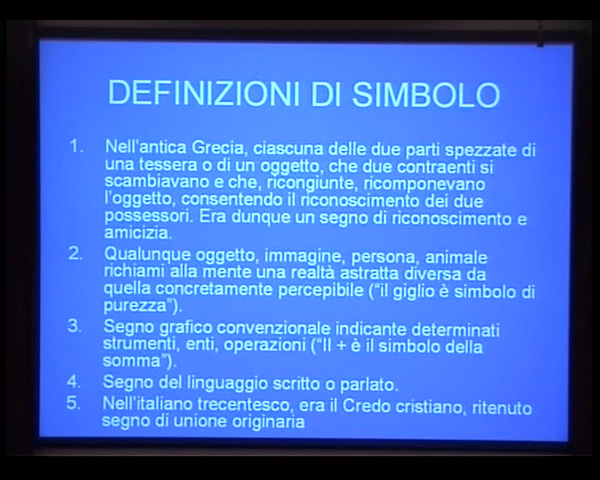 DEFINIZIONI DI SIMBOLO
1. Nell'antica Grecia, ciascuna delle due parti spezzate di
una tessera o di un oggetto, che due contraenti si
scambiavano e che, ricongiunte, ricomponevano
l'oggetto, consentendo il riconoscimento dei due
possessori. Era dunque un segno di riconoscimento e
amicizia.
2. Qualunque oggetto, immagine, persona, animale
richiami alla mente una realtà astratta diversa da
quella concretamente percepibile ("il giglio è simbolo di
purezza").
3. Segno grafico convenzionale indicante determinati
strumenti, enti, operazioni ("Il + è il simbolo della
somma").
4. Segno del linguaggio scritto o parlato.
5. Nell'italiano trecentesco, era il Credo cristiano, ritenuto
segno di unione originaria